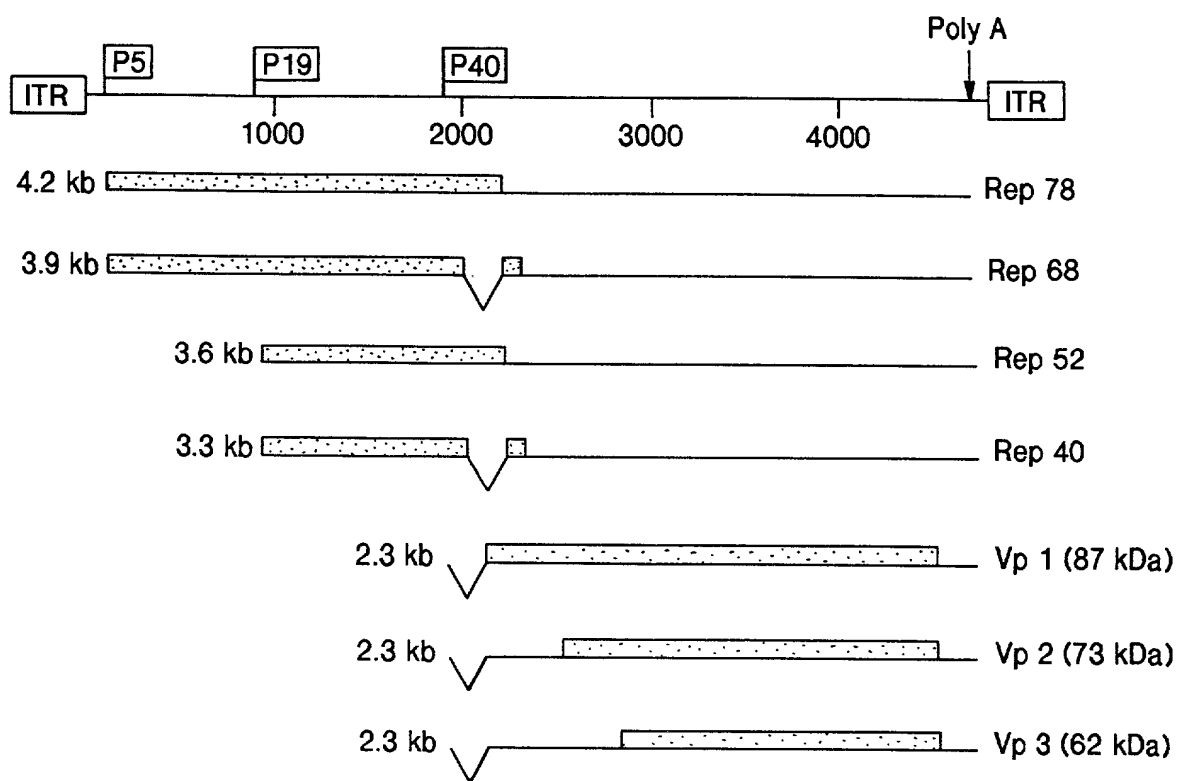 Poly A
P5 P19 P40
ITR ITR
1000 2000 3000 4000
4.2 kb Rep 78
3.9 kb Rep 68
3.6 kb Rep 52
3.3 kb Rep 40
2.3 kb Vp 1 (87 kDa)
2.3 kb Vp 2 (73 kDa)
2.3 kb Vp 3 (62 kDa)